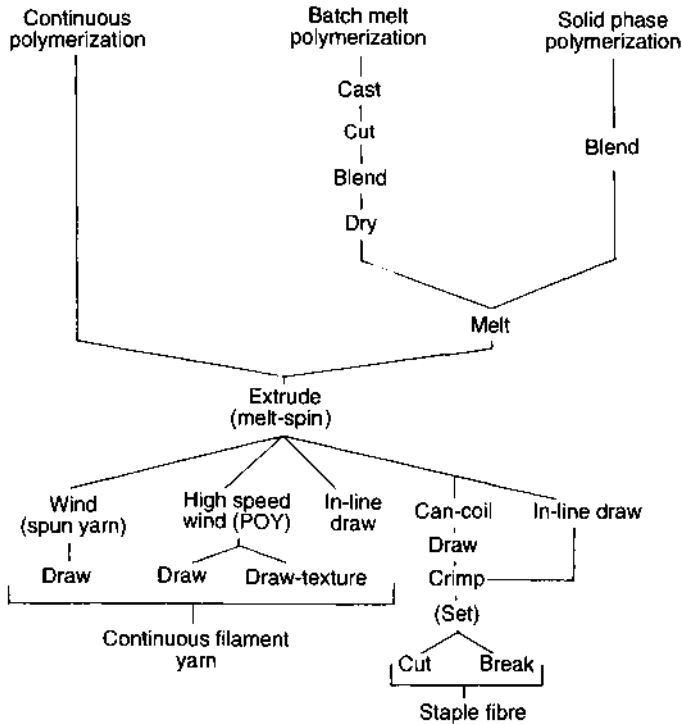 Continuous
polymerization
Batch melt
polymerization
Solid phase
polymerization
Cast
Cut
Blend
Dry
Blend
Melt
Extrude
(melt-spin)
Wind
(spun yarn)
High speed
wind (POY)
In-line
draw
Can-coil
In-line draw
Draw
Draw
Draw-texture
Draw
Crimp
(Set)
Continuous filament
yarn
Cut
Break
Staple fibre